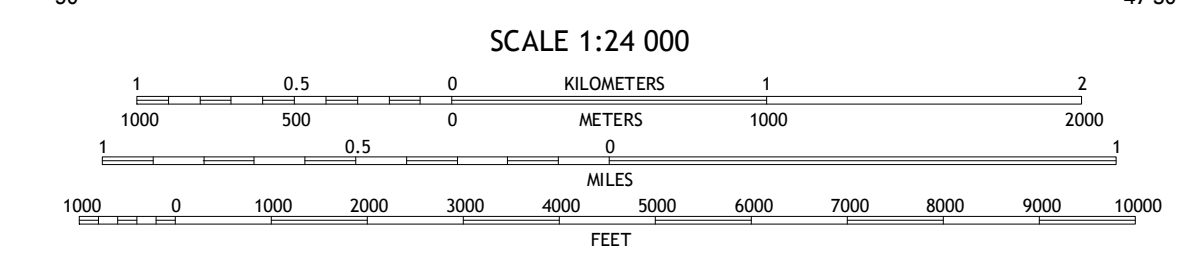 SCALE 1:24 000
1 0.5 0 KILOMETERS 1 2
1000 500 0 METERS 1000 2000
1 0.5 0 1
MILES
1000 0 1000 2000 3000 4000 5000 6000 7000 8000 9000 10000
FEET